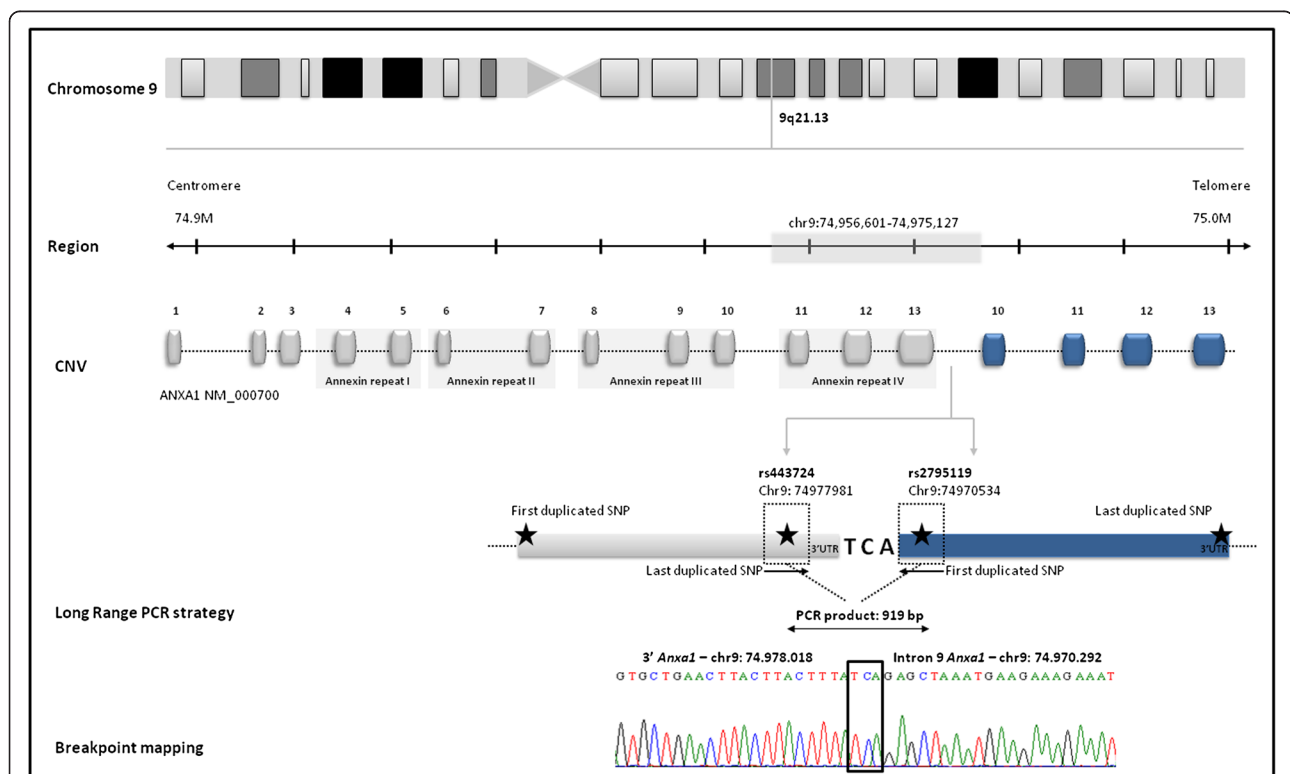 Chromosome 9
9q21.13
Centromere
Telomere
74.9M
75.0M
chr9:74,956,601-74,975,127
Region
1 2 3 4 5 6 7 8 9 10 11 12 13 10 11 12 13
CNV
Annexin repeat I
Annexin repeat II
Annexin repeat III
Annexin repeat IV
ANXA1 NM_000700
rs443724
Chr9: 74977981
rs2795119
Chr9:74970534
First duplicated SNP
Last duplicated SNP
3'UTR
TCA
3'UTR
Last duplicated SNP
First duplicated SNP
Long Range PCR strategy
PCR product: 919 bp
3' Anxa1 – chr9: 74.978.018
Intron 9 Anxa1 – chr9: 74.970.292
GTGCTGAACTTACTTACTTTATCAGAGCTAAATGAAGAAAGAAAT
Breakpoint mapping